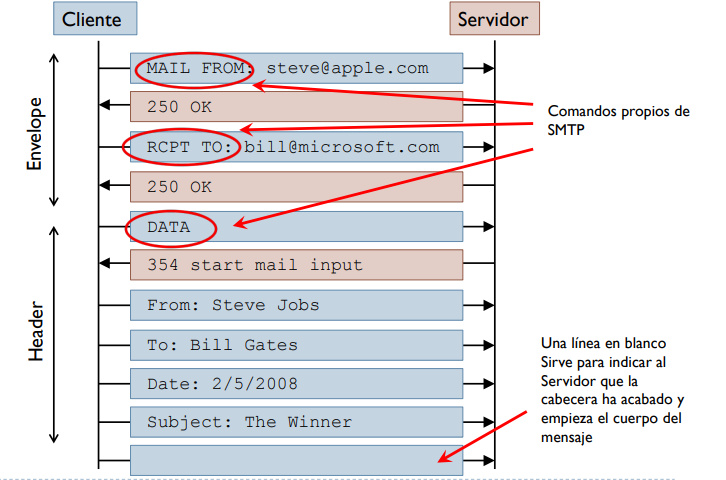 Cliente
Servidor
Envelope
MAIL FROM: steve@apple.com
250 OK
RCPT TO: bill@microsoft.com
250 OK
Comandos propios de
SMTP
Header
DATA
354 start mail input
From: Steve Jobs
To: Bill Gates
Date: 2/5/2008
Subject: The Winner
Una línea en blanco
Sirve para indicar al
Servidor que la
cabecera ha acabado y
empieza el cuerpo del
mensaje